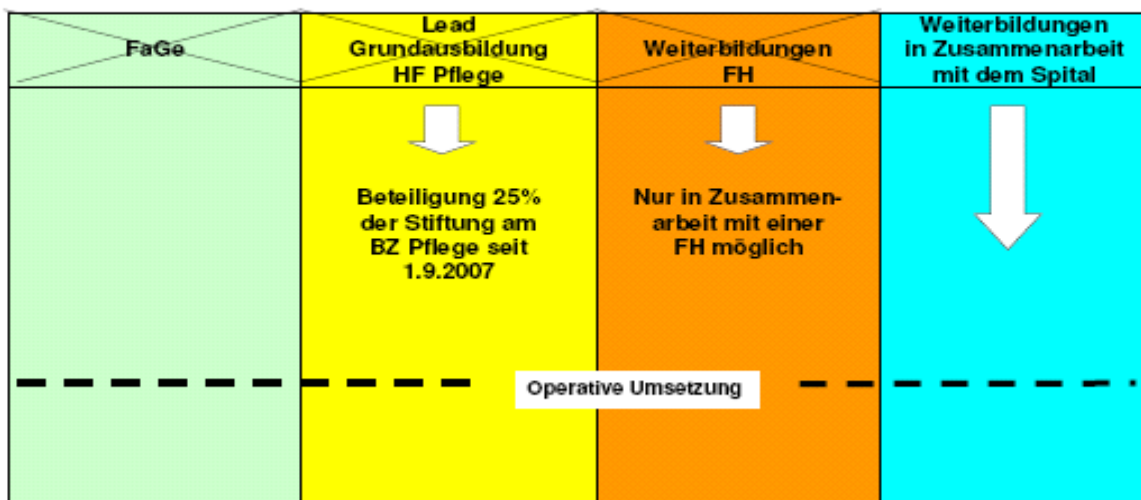 FaGe
Lead
Grundausbildung
HF Pflege
Weiterbildungen
FH
Weiterbildungen
in Zusammenarbeit
mit dem Spital
Beteiligung 25%
der Stiftung am
BZ Pflege seit
1.9.2007
Nur in Zusammen-
arbeit mit einer
FH möglich
Operative Umsetzung